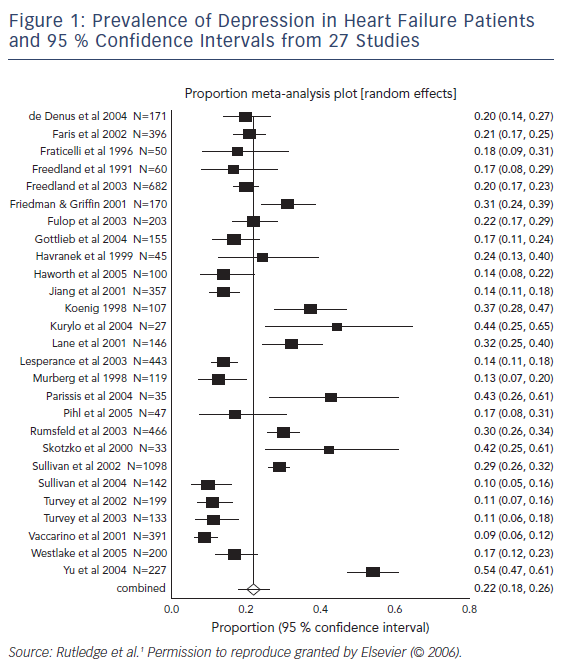 Figure 1: Prevalence of Depression in Heart Failure Patients
and 95 % Confidence Intervals from 27 Studies
Proportion meta-analysis plot [random effects]
de Denus et al 2004 N=171 0.20 (0.14, 0.27)
Faris et al 2002 N=396 0.21 (0.17, 0.25)
Fraticelli et al 1996 N=50 0.18 (0.09, 0.31)
Freedland et al 1991 N=60 0.17 (0.08, 0.29)
Freedland et al 2003 N=682 0.20 (0.17, 0.23)
Friedman & Griffin 2001 N=170 0.31 (0.24, 0.39)
Fulop et al 2003 N=203 0.22 (0.17, 0.29)
Gottlieb et al 2004 N=155 0.17 (0.11, 0.24)
Havranek et al 1999 N=45 0.24 (0.13, 0.40)
Haworth et al 2005 N=100 0.14 (0.08, 0.22)
Jiang et al 2001 N=357 0.14 (0.11, 0.18)
Koenig 1998 N=107 0.37 (0.28, 0.47)
Kurylo et al 2004 N=27 0.44 (0.25, 0.65)
Lane et al 2001 N=146 0.32 (0.25, 0.40)
Lesperance et al 2003 N=443 0.14 (0.11, 0.18)
Murberg et al 1998 N=119 0.13 (0.07, 0.20)
Parissis et al 2004 N=35 0.43 (0.26, 0.61)
Pihl et al 2005 N=47 0.17 (0.08, 0.31)
Rumsfeld et al 2003 N=466 0.30 (0.26, 0.34)
Skotzko et al 2000 N=33 0.42 (0.25, 0.61)
Sullivan et al 2002 N=1098 0.29 (0.26, 0.32)
Sullivan et al 2004 N=142 0.10 (0.05, 0.16)
Turvey et al 2002 N=199 0.11 (0.07, 0.16)
Turvey et al 2003 N=133 0.11 (0.06, 0.18)
Vaccarino et al 2001 N=391 0.09 (0.06, 0.12)
Westlake et al 2005 N=200 0.17 (0.12, 0.23)
Yu et al 2004 N=227 0.54 (0.47, 0.61)
combined 0.22 (0.18, 0.26)
0.0 0.2 0.4 0.6 0.8
Proportion (95 % confidence interval)
Source: Rutledge et al.¹ Permission to reproduce granted by Elsevier (© 2006).